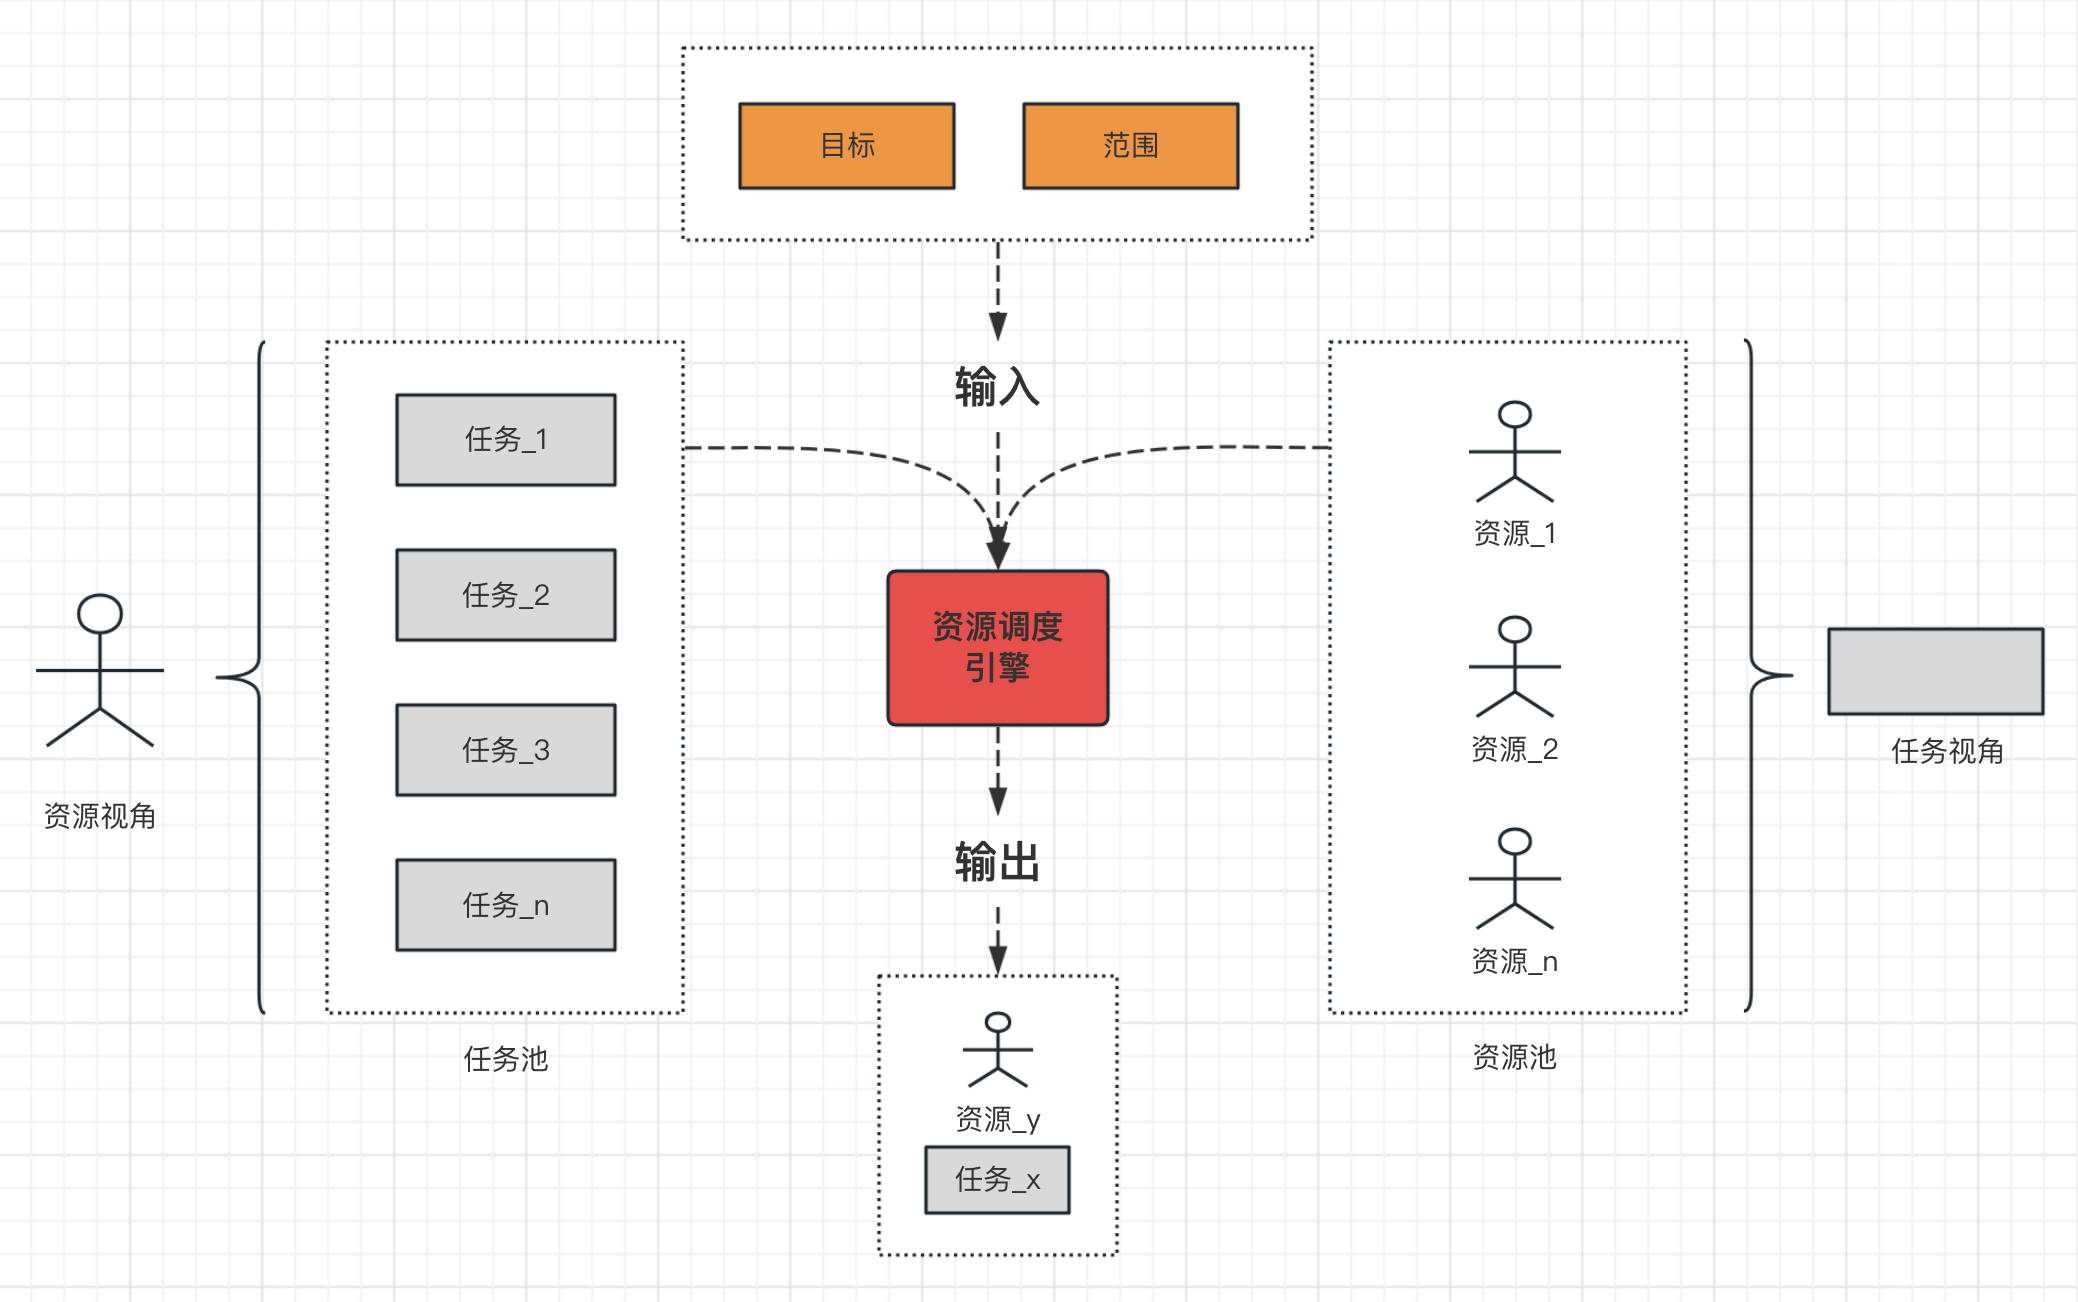 目标
范围
输入
任务_1
任务_2
任务_3
任务_n
任务池
资源视角
资源调度
引擎
输出
资源_y
任务_x
资源_1
资源_2
资源_n
资源池
任务视角